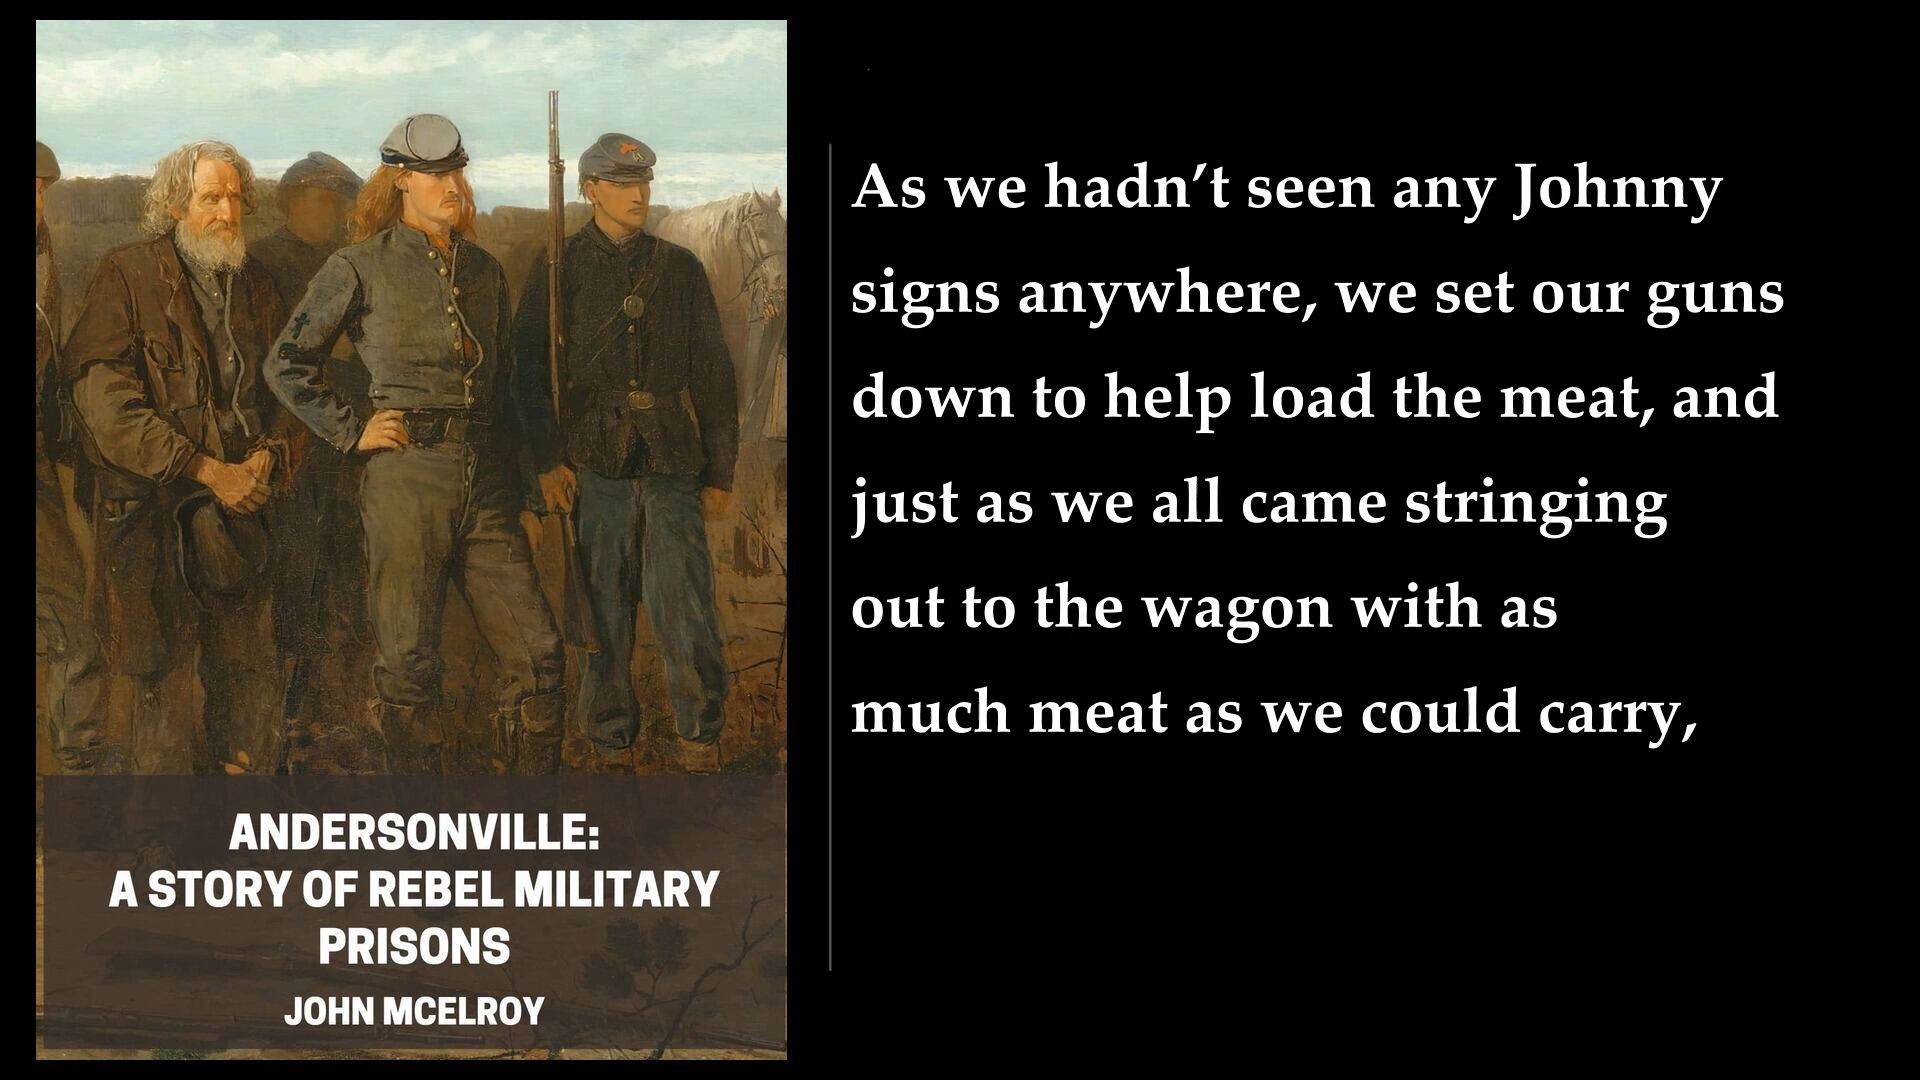 ANDERSONVILLE:
A STORY OF REBEL MILITARY
PRISONS
JOHN MCELROY
As we hadn’t seen any Johnny
signs anywhere, we set our guns
down to help load the meat, and
just as we all came stringing
out to the wagon with as
much meat as we could carry,